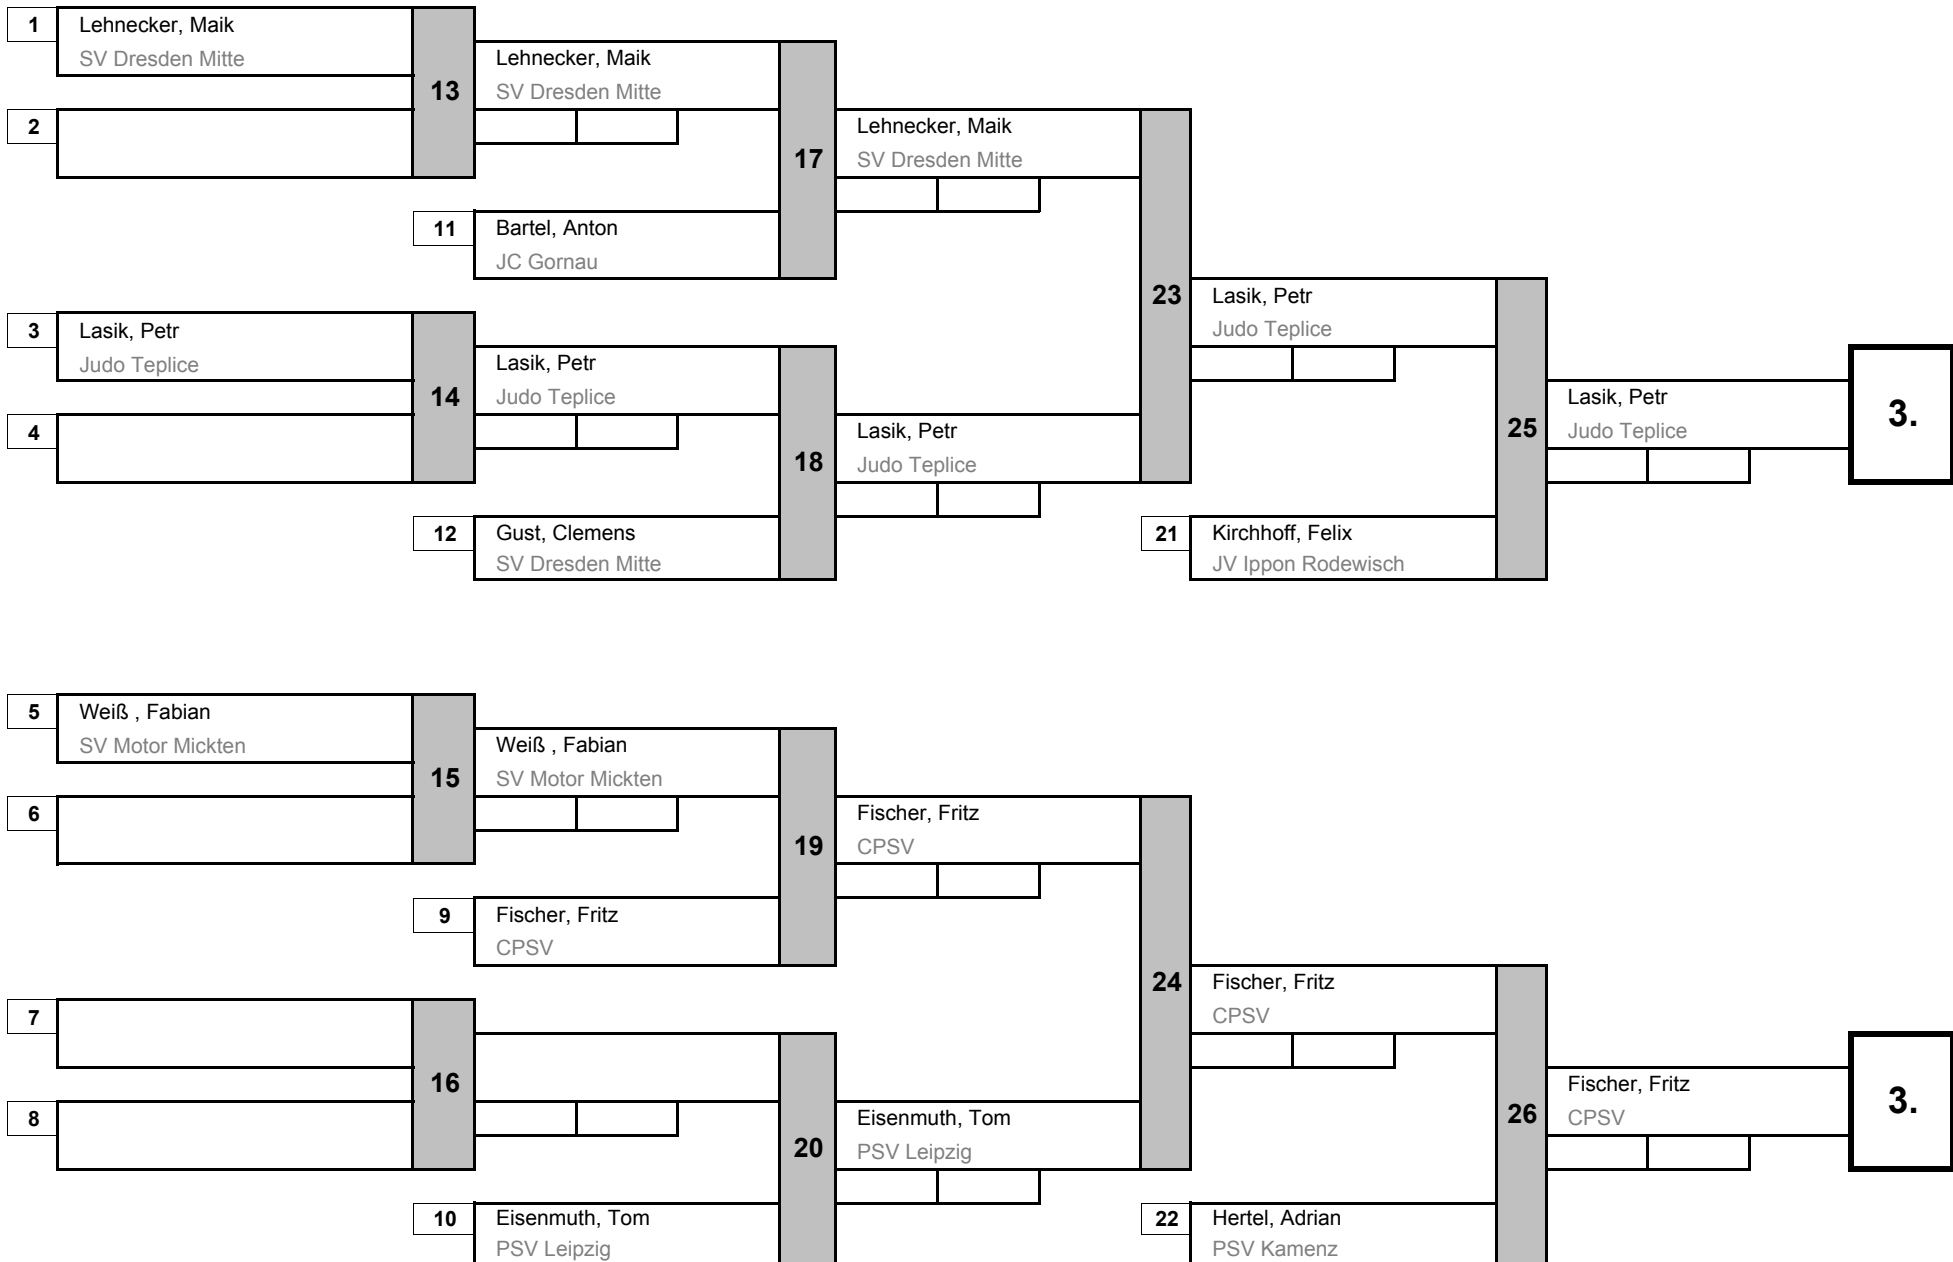 1
Lehnecker, Maik
SV Dresden Mitte
13
Lehnecker, Maik
SV Dresden Mitte
2
17
Lehnecker, Maik
SV Dresden Mitte
11
Bartel, Anton
JC Gornau
23
Lasik, Petr
Judo Teplice
3
Lasik, Petr
Judo Teplice
14
Lasik, Petr
Judo Teplice
4
18
Lasik, Petr
Judo Teplice
25
Lasik, Petr
Judo Teplice
3.
12
Gust, Clemens
SV Dresden Mitte
21
Kirchhoff, Felix
JV Ippon Rodewisch
5
Weiß , Fabian
SV Motor Mickten
15
Weiß , Fabian
SV Motor Mickten
6
19
Fischer, Fritz
CPSV
9
Fischer, Fritz
CPSV
24
Fischer, Fritz
CPSV
7
16
8
20
Eisenmuth, Tom
PSV Leipzig
26
Fischer, Fritz
CPSV
3.
10
Eisenmuth, Tom
PSV Leipzig
22
Hertel, Adrian
PSV Kamenz